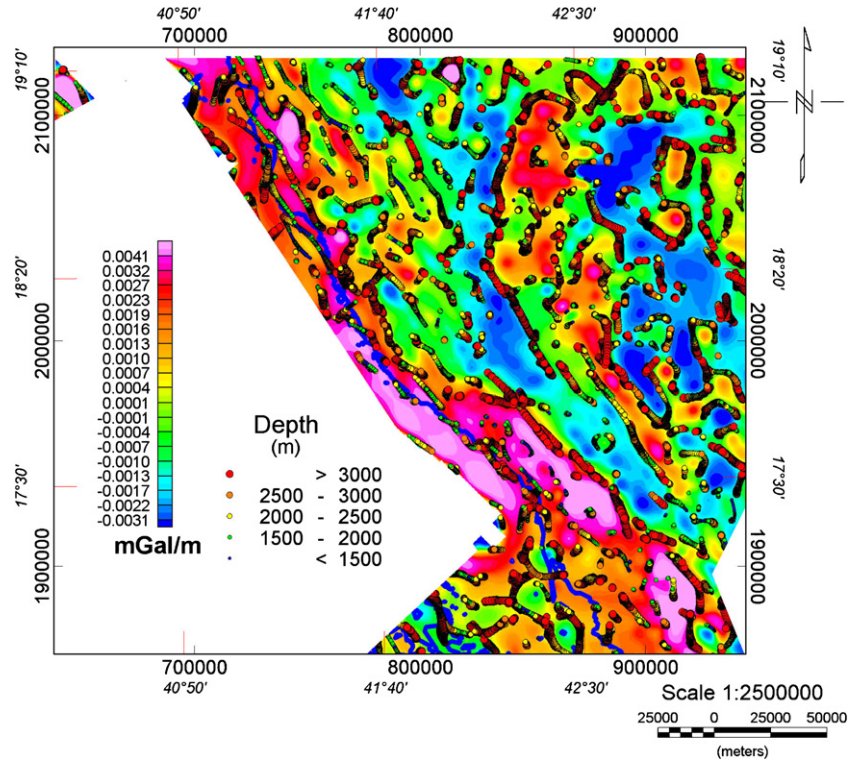 40°50' 41°40' 42°30'
700000 800000 900000
19°10' 19°10'
2100000 2100000
N
18°20' 18°20'
2000000 2000000
17°30' 17°30'
1900000 1900000
0.0041
0.0032
0.0027
0.0023
0.0019
0.0016
0.0013
0.0010
0.0007
0.0004
0.0001
-0.0001
-0.0004
-0.0007
-0.0010
-0.0013
-0.0017
-0.0022
-0.0031
mGal/m
Depth
(m)
> 3000
2500 - 3000
2000 - 2500
1500 - 2000
< 1500
700000 800000 900000
40°50' 41°40' 42°30'
Scale 1:2500000
25000 0 25000 50000
(meters)